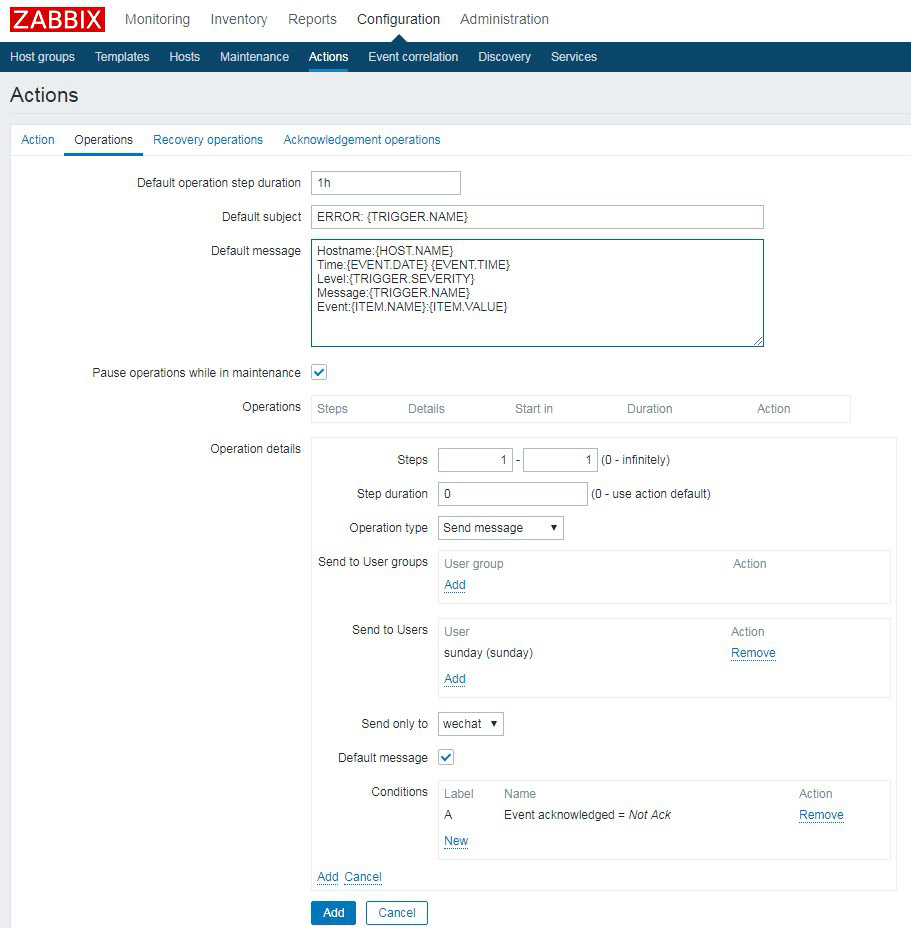 ZABBIX Monitoring Inventory Reports Configuration Administration
Host groups Templates Hosts Maintenance Actions Event correlation Discovery Services
Actions
Action Operations Recovery operations Acknowledgement operations
Default operation step duration 1h
Default subject ERROR: {TRIGGER.NAME}
Default message Hostname:{HOST.NAME}
Time:{EVENT.DATE} {EVENT.TIME}
Level:{TRIGGER.SEVERITY}
Message:{TRIGGER.NAME}
Event:{ITEM.NAME}:{ITEM.VALUE}
Pause operations while in maintenance
Operations Steps Details Start in Duration Action
Operation details
Steps 1 - 1 (0 - infinitely)
Step duration 0 (0 - use action default)
Operation type Send message
Send to User groups User group Action
Add
Send to Users User Action
sunday (sunday) Remove
Add
Send only to wechat
Default message
Conditions Label Name Action
A Event acknowledged = Not Ack Remove
New
Add Cancel
Add Cancel